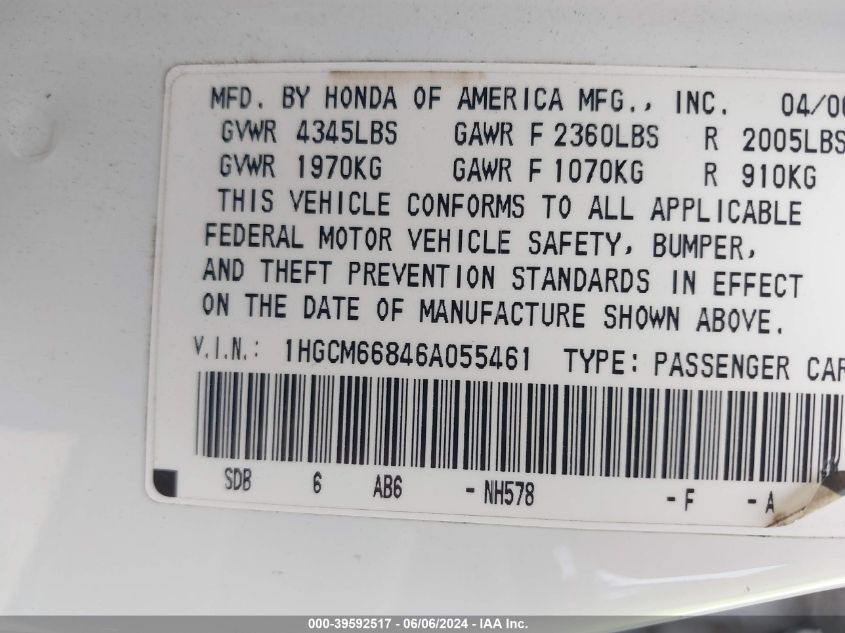 MFD. BY HONDA OF AMERICA MFG., INC. 04/06
GVWR 4345LBS GAWR F 2360LBS R 2005LBS
GVWR 1970KG GAWR F 1070KG R 910KG
THIS VEHICLE CONFORMS TO ALL APPLICABLE
FEDERAL MOTOR VEHICLE SAFETY, BUMPER,
AND THEFT PREVENTION STANDARDS IN EFFECT
ON THE DATE OF MANUFACTURE SHOWN ABOVE.
V.I.N.: 1HGCM66846A055461 TYPE: PASSENGER CAR
SDB 6 AB6 -NH578 -F -A
000-39592517 - 06/06/2024 - IAA Inc.